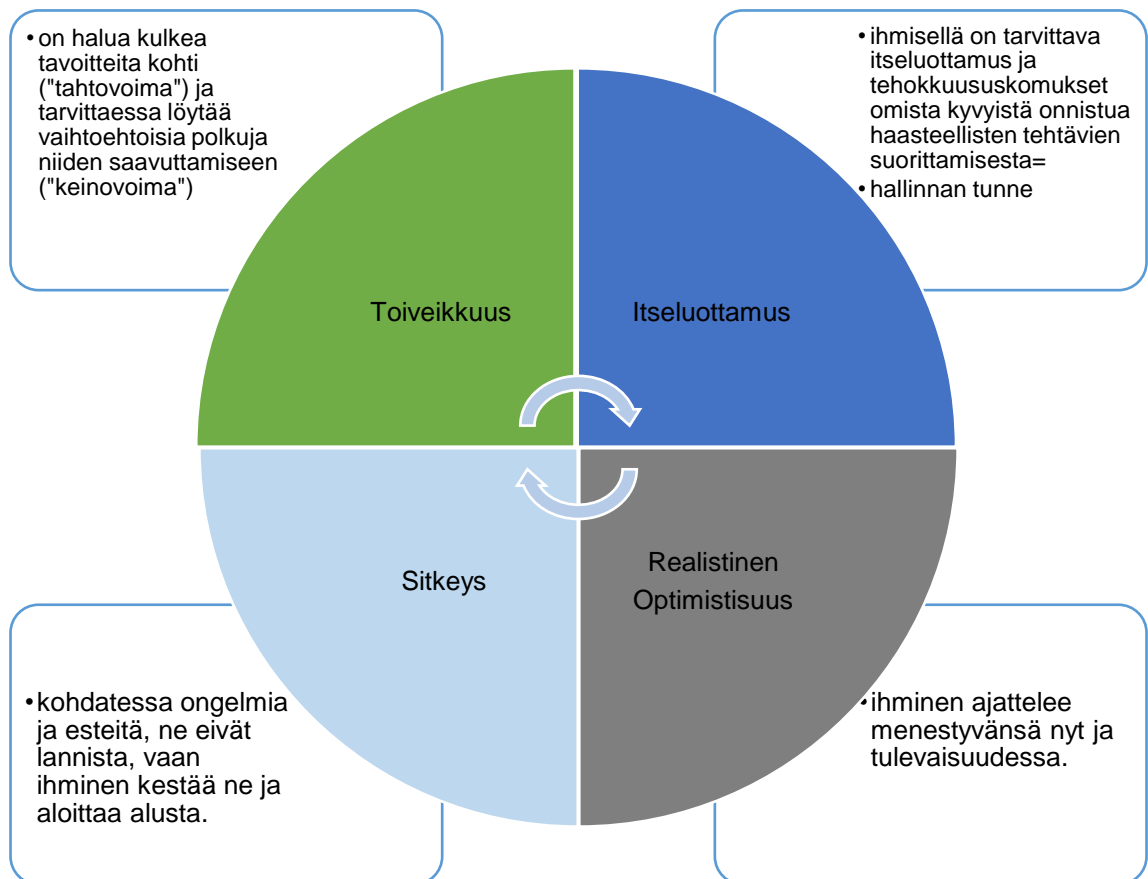 •on halua kulkea
tavoitteita kohti
("tahtovoima") ja
tarvittaessa löytää
vaihtoehtoisia polkuja
niiden saavuttamiseen
("keinovoima")
•ihmisellä on tarvittava
itseluottamus ja
tehokkuususkomukset
omista kyvyistä onnistua
haasteellisten tehtävien
suorittamisesta=
•hallinnan tunne
Toiveikkuus
Itseluottamus
Sitkeys
Realistinen
Optimistisuus
•kohdatessa ongelmia
ja esteitä, ne eivät
lannista, vaan
ihminen kestää ne ja
aloittaa alusta.
•ihminen ajattelee
menestyvänsä nyt ja
tulevaisuudessa.